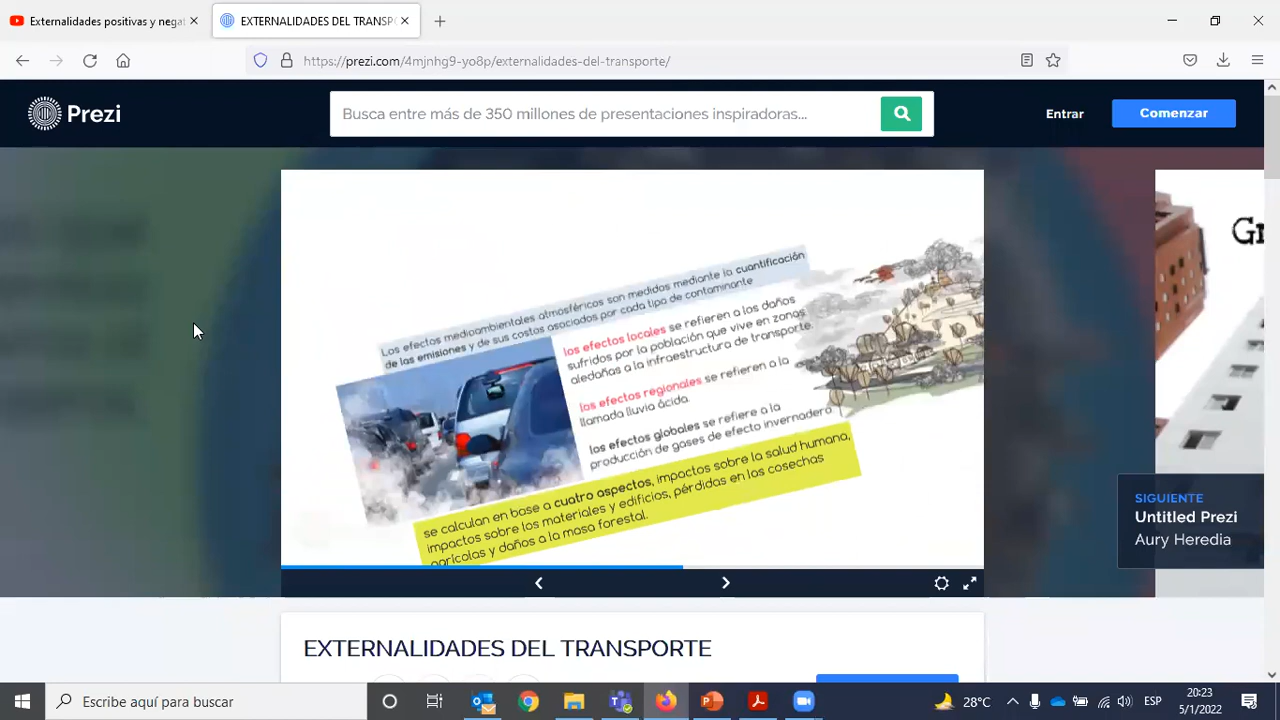 Externalidades positivas y negat
EXTERNALIDADES DEL TRANSPO
https://prezi.com/4mjnhg9-yo8p/externalidades-del-transporte/
Prezi
Busca entre más de 350 millones de presentaciones inspiradoras...
Entrar
Comenzar
Los efectos medioambientales atmosféricos son medidos mediante la cuantificación
de las emisiones y de sus costos asociados por cada tipo de contaminante
los efectos locales se refieren a los daños
sufridos por la población que vive en zonas
aledañas a la infraestructura de transporte.
los efectos regionales se refieren a la
llamada lluvia ácida.
los efectos globales se refiere a la
producción de gases de efecto invernadero
se calculan en base a cuatro aspectos, impactos sobre la salud humana,
impactos sobre los materiales y edificios, pérdidas en las cosechas
agrícolas y daños a la masa forestal.
Gr
SIGUIENTE
Untitled Prezi
Aury Heredia
EXTERNALIDADES DEL TRANSPORTE
Escribe aquí para buscar
28°C
ESP
20:23
5/1/2022